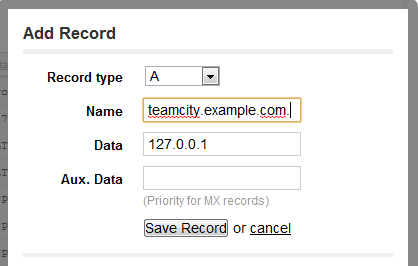 Add Record
Record type A
Name teamcity.example.com.
Data 127.0.0.1
Aux. Data
(Priority for MX records)
Save Record or cancel